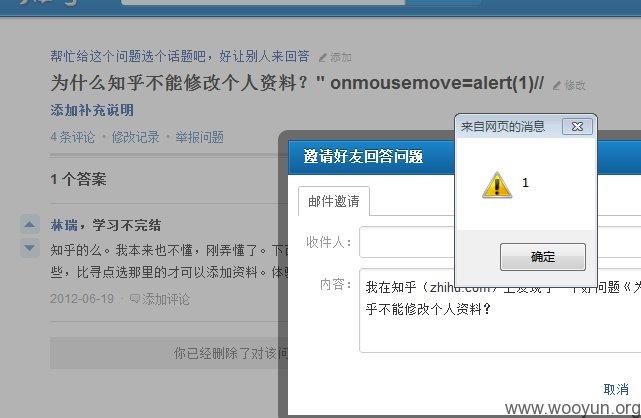 帮忙给这个问题选个话题吧，好让别人来回答 添加
为什么知乎不能修改个人资料？" onmousemove=alert(1)// 修改
添加补充说明
4 条评论 • 修改记录 • 举报问题
1 个答案
林瑞，学习不完结
知乎的么。我本来也不懂，刚弄懂了。下
些，比寻点选那里的才可以添加资料。体
2012-06-19 • 添加评论
你已经删除了对该问
邀请好友回答问题
邮件邀请
收件人：
内容：
我在知乎（zhihu.com）上发现了一个好问题《为
乎不能修改个人资料？
取消
来自网页的消息
1
确定
www.wooyun.org